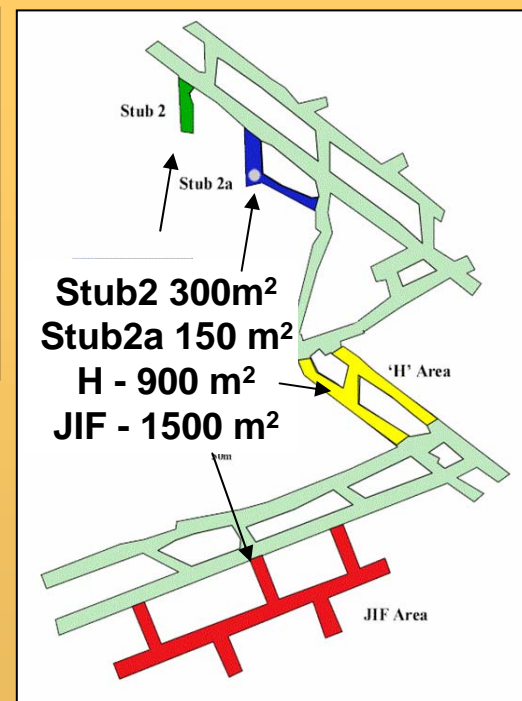 Stub 2
Stub 2a
Stub2 300m²
Stub2a 150 m²
H - 900 m²
JIF - 1500 m²
'H' Area
JIF Area